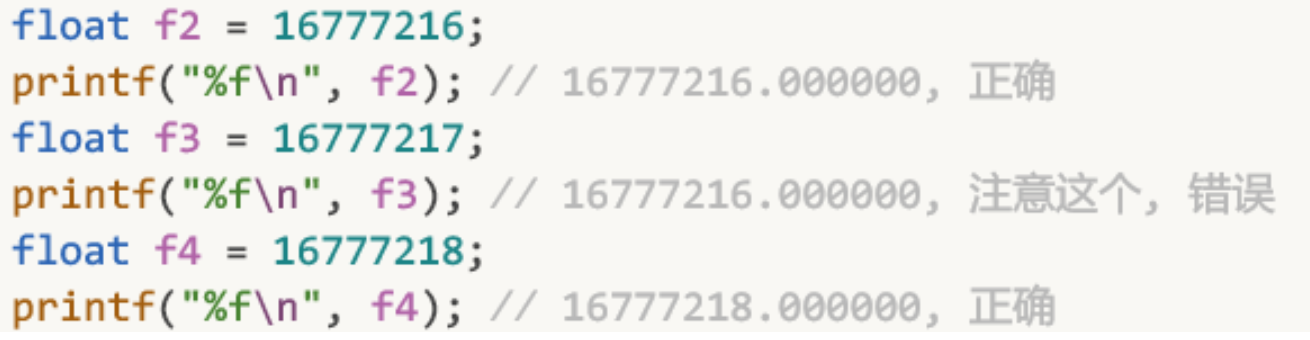 float f2 = 16777216;
printf("%f\n", f2); // 16777216.000000, 正确
float f3 = 16777217;
printf("%f\n", f3); // 16777216.000000, 注意这个, 错误
float f4 = 16777218;
printf("%f\n", f4); // 16777218.000000, 正确